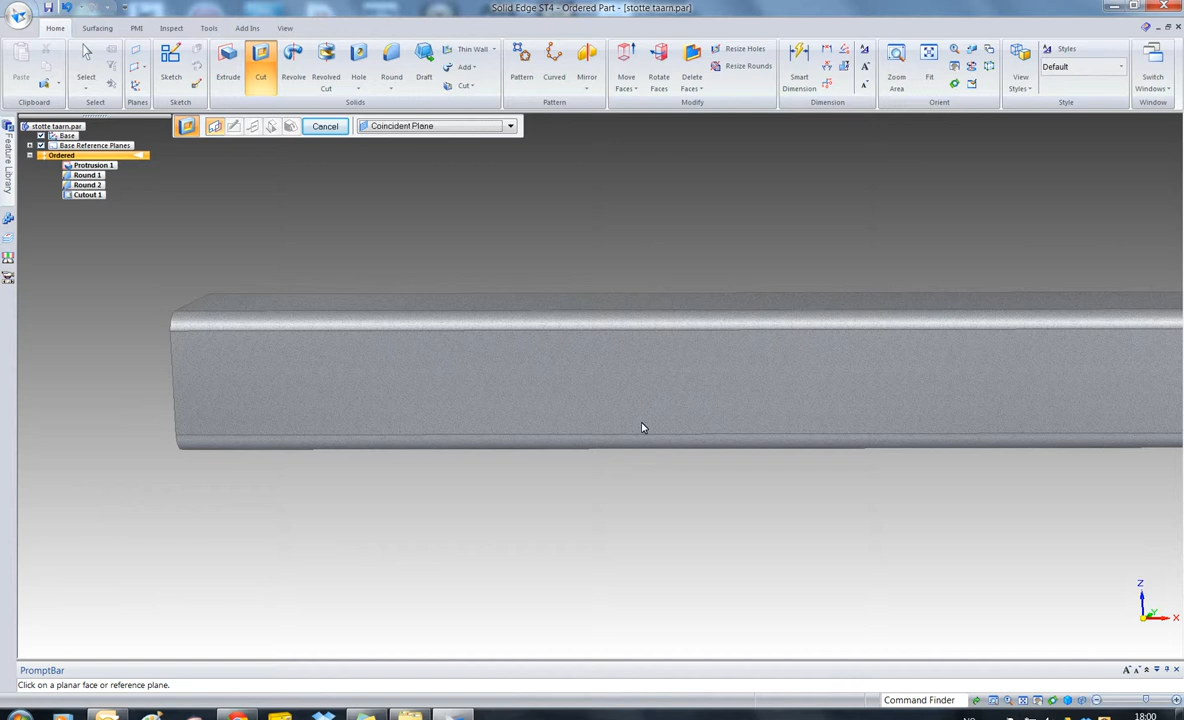 Solid Edge ST4 - Ordered Part - [stotte taarn.par]
Home Surfacing PMI Inspect Tools Add Ins View
Paste
Select
Sketch
Extrude
Cut
Revolve
Revolved Cut
Hole
Round
Draft
Thin Wall
Add
Cut
Pattern
Curved
Mirror
Move Faces
Rotate Faces
Delete Faces
Resize Holes
Resize Rounds
Smart Dimension
Zoom Area
Fit
View Styles
Styles
Default
Switch Windows
Clipboard Select Planes Sketch Solids Pattern Modify Dimension Orient Style Window
Cancel
Coincident Plane
Feature Library
stotte taarn.par
Base
Base Reference Planes
Ordered
Protrusion 1
Round 1
Round 2
Cutout 1
Z
Y
X
PromptBar
Click on a planar face or reference plane.
Command Finder
18:00